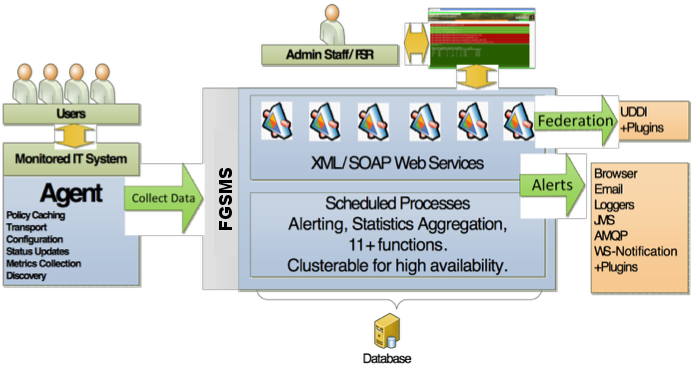 Admin Staff/ FSR
Users
Monitored IT System
Agent
Policy Caching
Transport
Configuration
Status Updates
Metrics Collection
Discovery
Collect Data
FGSMS
XML/SOAP Web Services
Scheduled Processes
Alerting, Statistics Aggregation,
11+ functions.
Clusterable for high availability.
Federation
UDDI
+Plugins
Alerts
Browser
Email
Loggers
JMS
AMQP
WS-Notification
+Plugins
Database